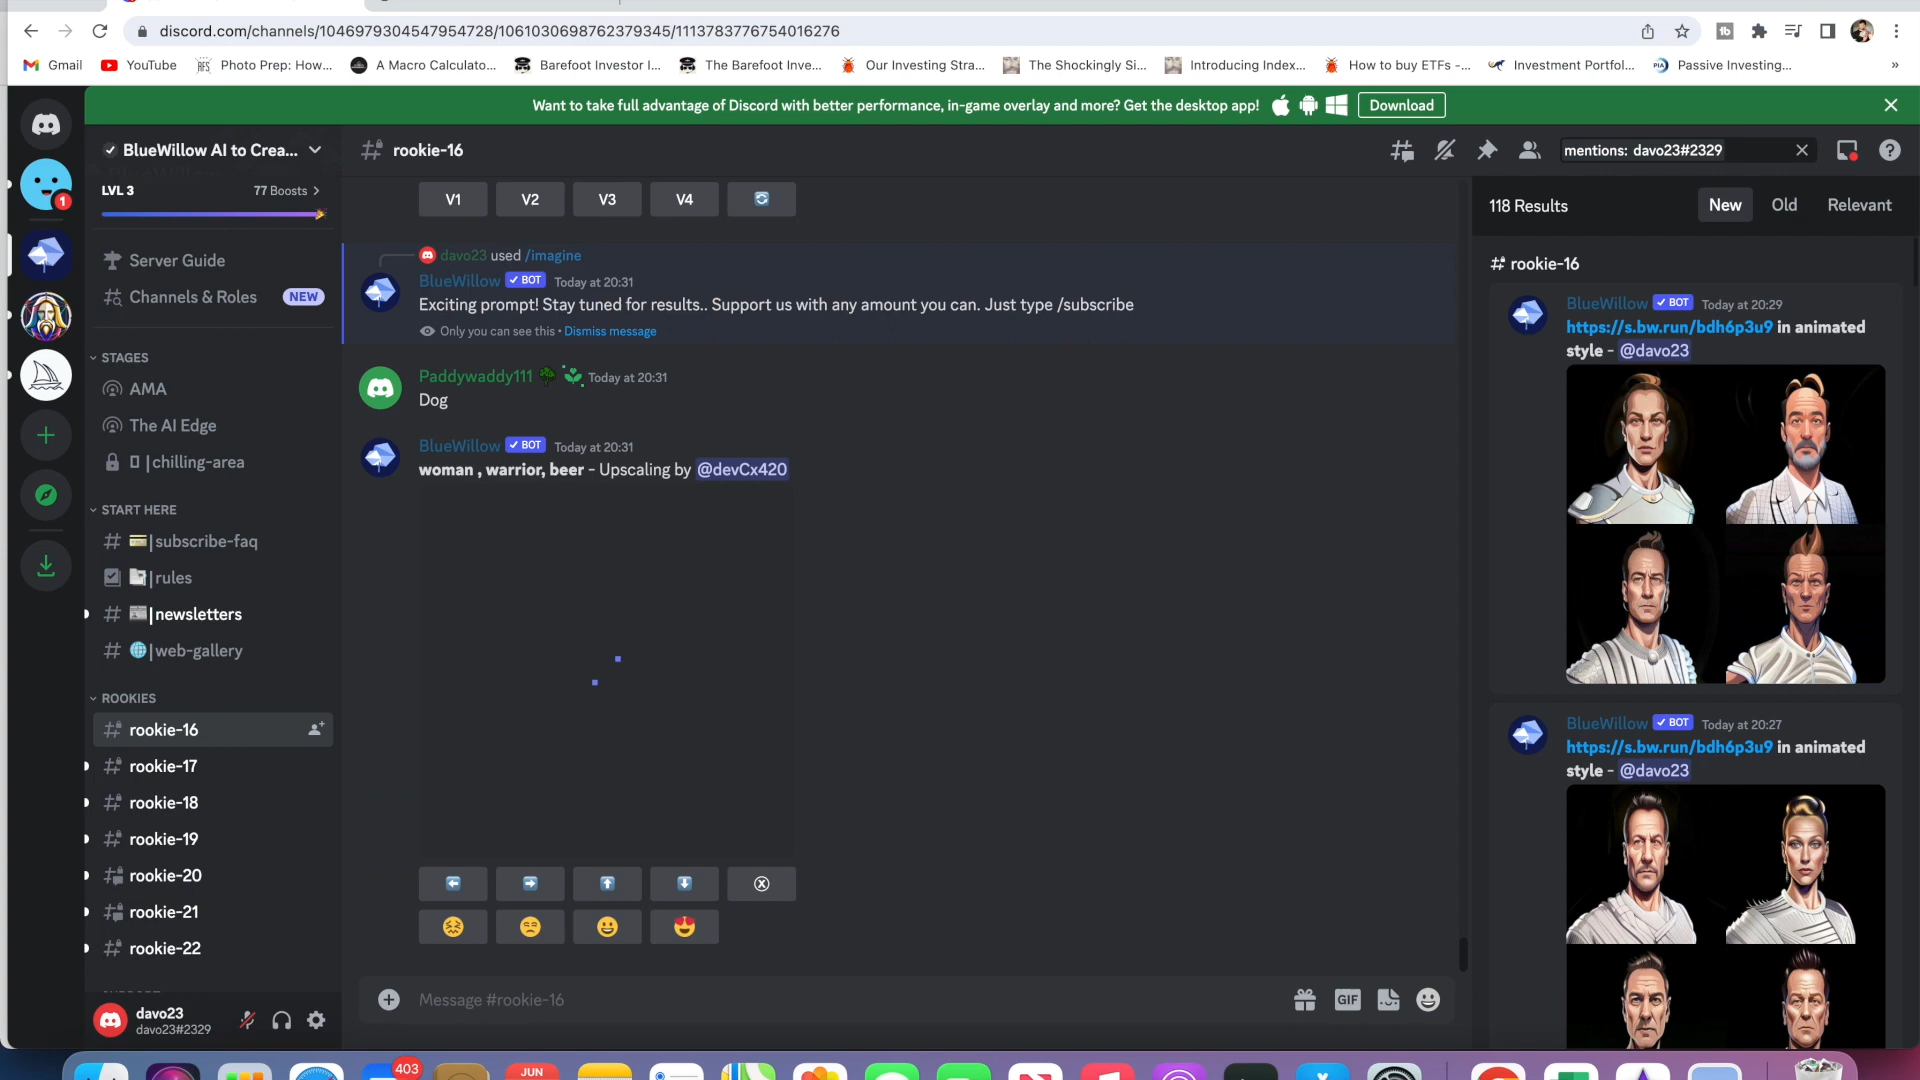 discord.com/channels/1046979304547954728/1061030698762379345/1113783776754016276
Gmail
YouTube
Photo Prep: How...
A Macro Calculato...
Barefoot Investor I...
The Barefoot Inve...
Our Investing Stra...
The Shockingly Si...
Introducing Index...
How to buy ETFs -...
Investment Portfol...
Passive Investing...
»
Want to take full advantage of Discord with better performance, in-game overlay and more? Get the desktop app!
Download
BlueWillow AI to Crea...
LVL 3
77 Boosts
Server Guide
Channels & Roles
NEW
STAGES
AMA
The AI Edge
|chilling-area
START HERE
|subscribe-faq
|rules
|newsletters
|web-gallery
ROOKIES
rookie-16
rookie-17
rookie-18
rookie-19
rookie-20
rookie-21
rookie-22
davo23
davo23#2329
1
rookie-16
V1
V2
V3
V4
davo23 used /imagine
BlueWillow ✓ BOT Today at 20:31
Exciting prompt! Stay tuned for results.. Support us with any amount you can. Just type /subscribe
Only you can see this • Dismiss message
Paddywaddy111 Today at 20:31
Dog
BlueWillow ✓ BOT Today at 20:31
woman , warrior, beer - Upscaling by @devCx420
Message #rookie-16
GIF
mentions: davo23#2329
118 Results
New
Old
Relevant
rookie-16
BlueWillow ✓ BOT Today at 20:29
https://s.bw.run/bdh6p3u9 in animated
style - @davo23
BlueWillow ✓ BOT Today at 20:27
https://s.bw.run/bdh6p3u9 in animated
style - @davo23
403
JUN